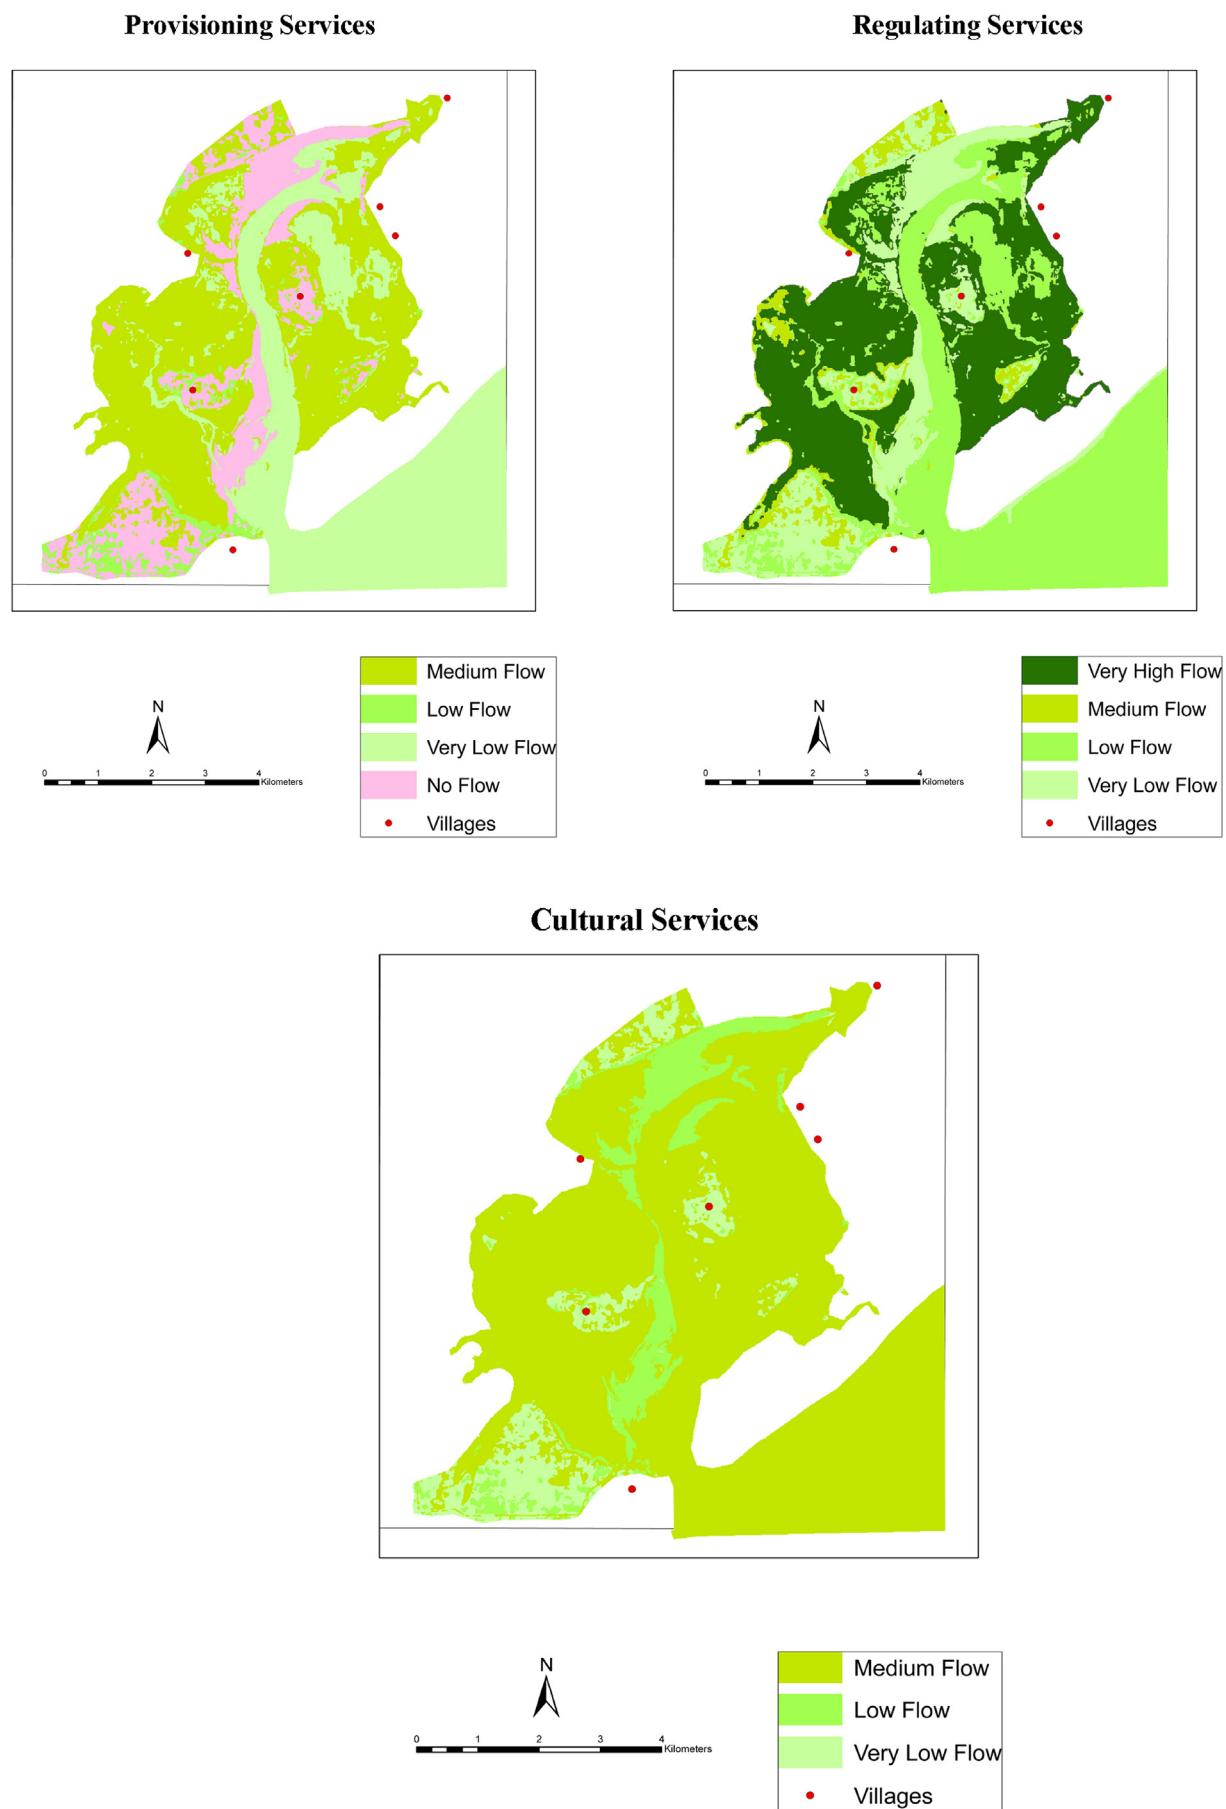 Provisioning Services
Regulating Services
Medium Flow
Low Flow
Very Low Flow
No Flow
Villages
N
0 1 2 3 4
Kilometers
Very High Flow
Medium Flow
Low Flow
Very Low Flow
Villages
N
0 1 2 3 4
Kilometers
Cultural Services
N
0 1 2 3 4
Kilometers
Medium Flow
Low Flow
Very Low Flow
Villages